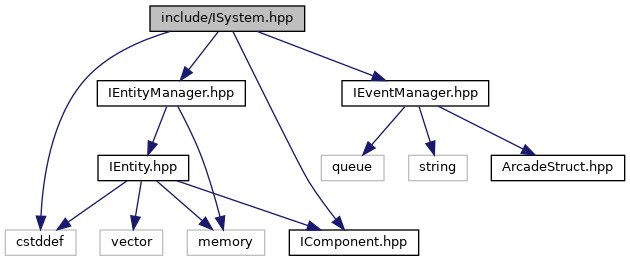 include/ISystem.hpp
IEntityManager.hpp
IEventManager.hpp
IEntity.hpp
queue
string
ArcadeStruct.hpp
cstddef
vector
memory
IComponent.hpp